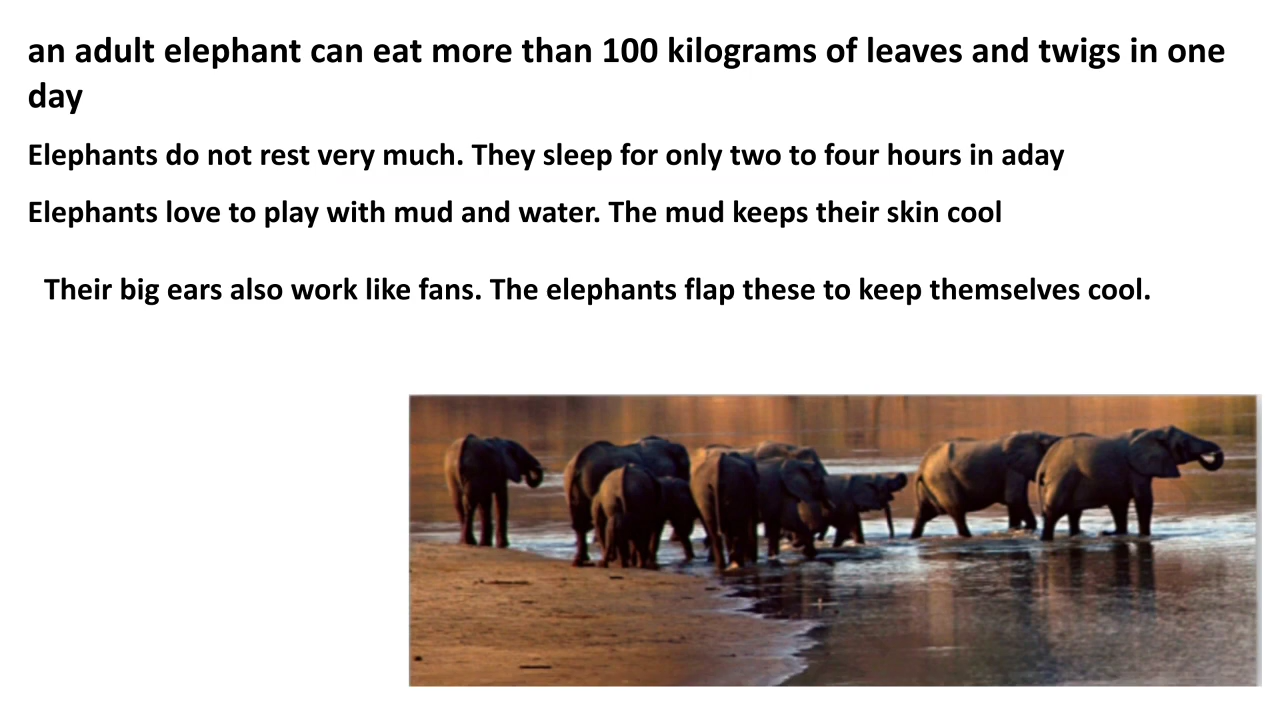 an adult elephant can eat more than 100 kilograms of leaves and twigs in one
day
Elephants do not rest very much. They sleep for only two to four hours in aday
Elephants love to play with mud and water. The mud keeps their skin cool
Their big ears also work like fans. The elephants flap these to keep themselves cool.